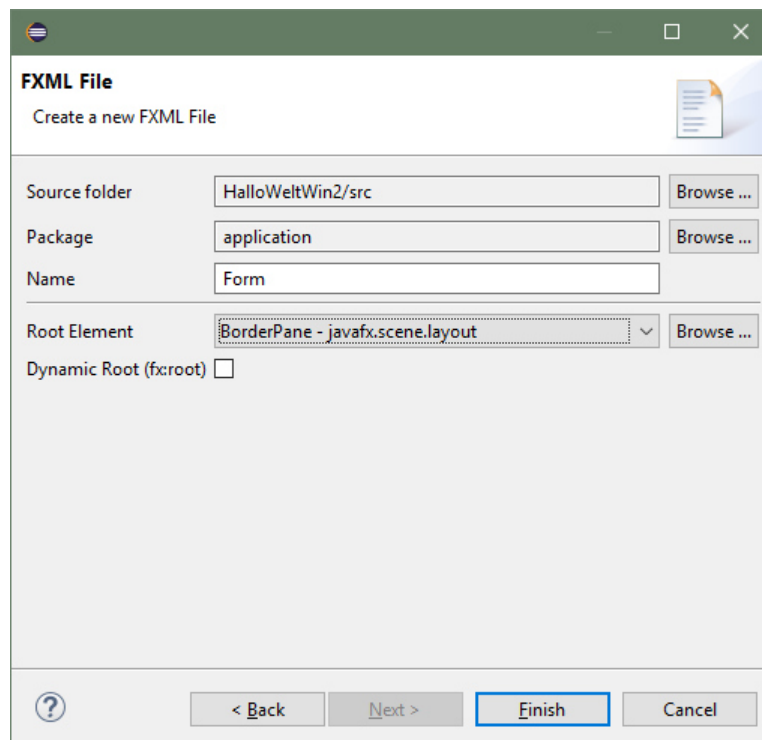 FXML File
Create a new FXML File
Source folder HalloWeltWin2/src Browse ...
Package application Browse ...
Name Form
Root Element BorderPane - javafx.scene.layout Browse ...
Dynamic Root (fx:root)
? < Back Next > Finish Cancel